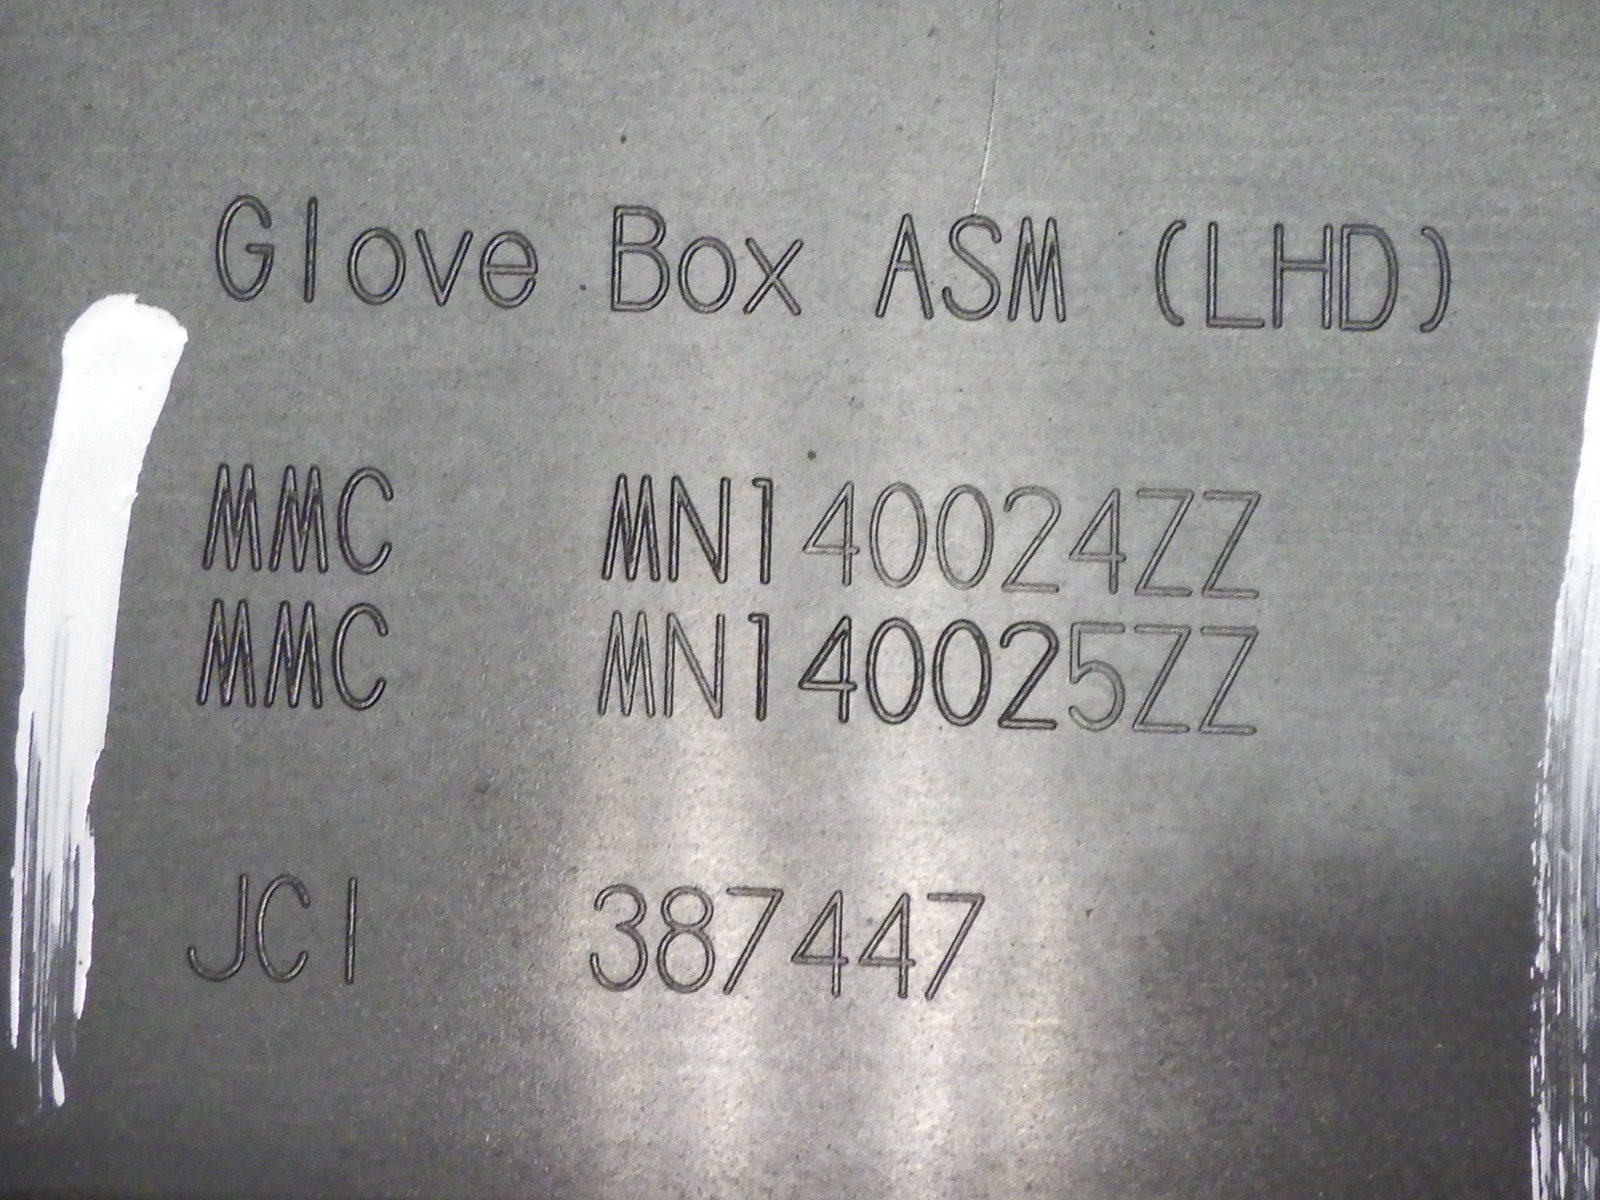 Glove Box ASM (LHD)
MMC MN140024ZZ
MMC MN140025ZZ
JCI 387447